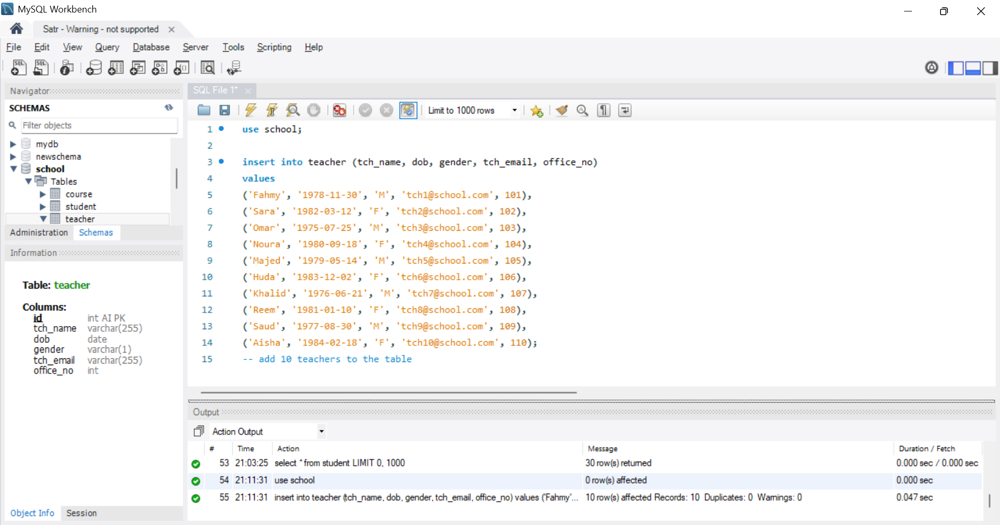 MySQL Workbench
Satr - Warning - not supported
File Edit View Query Database Server Tools Scripting Help
Navigator
SCHEMAS
Filter objects
mydb
newschema
school
Tables
course
student
teacher
Administration Schemas
Information
Table: teacher
Columns:
id int AI PK
tch_name varchar(255)
dob date
gender varchar(1)
tch_email varchar(255)
office_no int
Object Info Session
SQL File 1*
Limit to 1000 rows
1 use school;
2
3 insert into teacher (tch_name, dob, gender, tch_email, office_no)
4 values
5 ('Fahmy', '1978-11-30', 'M', 'tch1@school.com', 101),
6 ('Sara', '1982-03-12', 'F', 'tch2@school.com', 102),
7 ('Omar', '1975-07-25', 'M', 'tch3@school.com', 103),
8 ('Noura', '1980-09-18', 'F', 'tch4@school.com', 104),
9 ('Majed', '1979-05-14', 'M', 'tch5@school.com', 105),
10 ('Huda', '1983-12-02', 'F', 'tch6@school.com', 106),
11 ('Khalid', '1976-06-21', 'M', 'tch7@school.com', 107),
12 ('Reem', '1981-01-10', 'F', 'tch8@school.com', 108),
13 ('Saud', '1977-08-30', 'M', 'tch9@school.com', 109),
14 ('Aisha', '1984-02-18', 'F', 'tch10@school.com', 110);
15 -- add 10 teachers to the table
Output
Action Output
# Time Action Message Duration / Fetch
53 21:03:25 select * from student LIMIT 0, 1000 30 row(s) returned 0.000 sec / 0.000 sec
54 21:11:31 use school 0 row(s) affected 0.000 sec
55 21:11:31 insert into teacher (tch_name, dob, gender, tch_email, office_no) values ('Fahmy'... 10 row(s) affected Records: 10 Duplicates: 0 Warnings: 0 0.047 sec